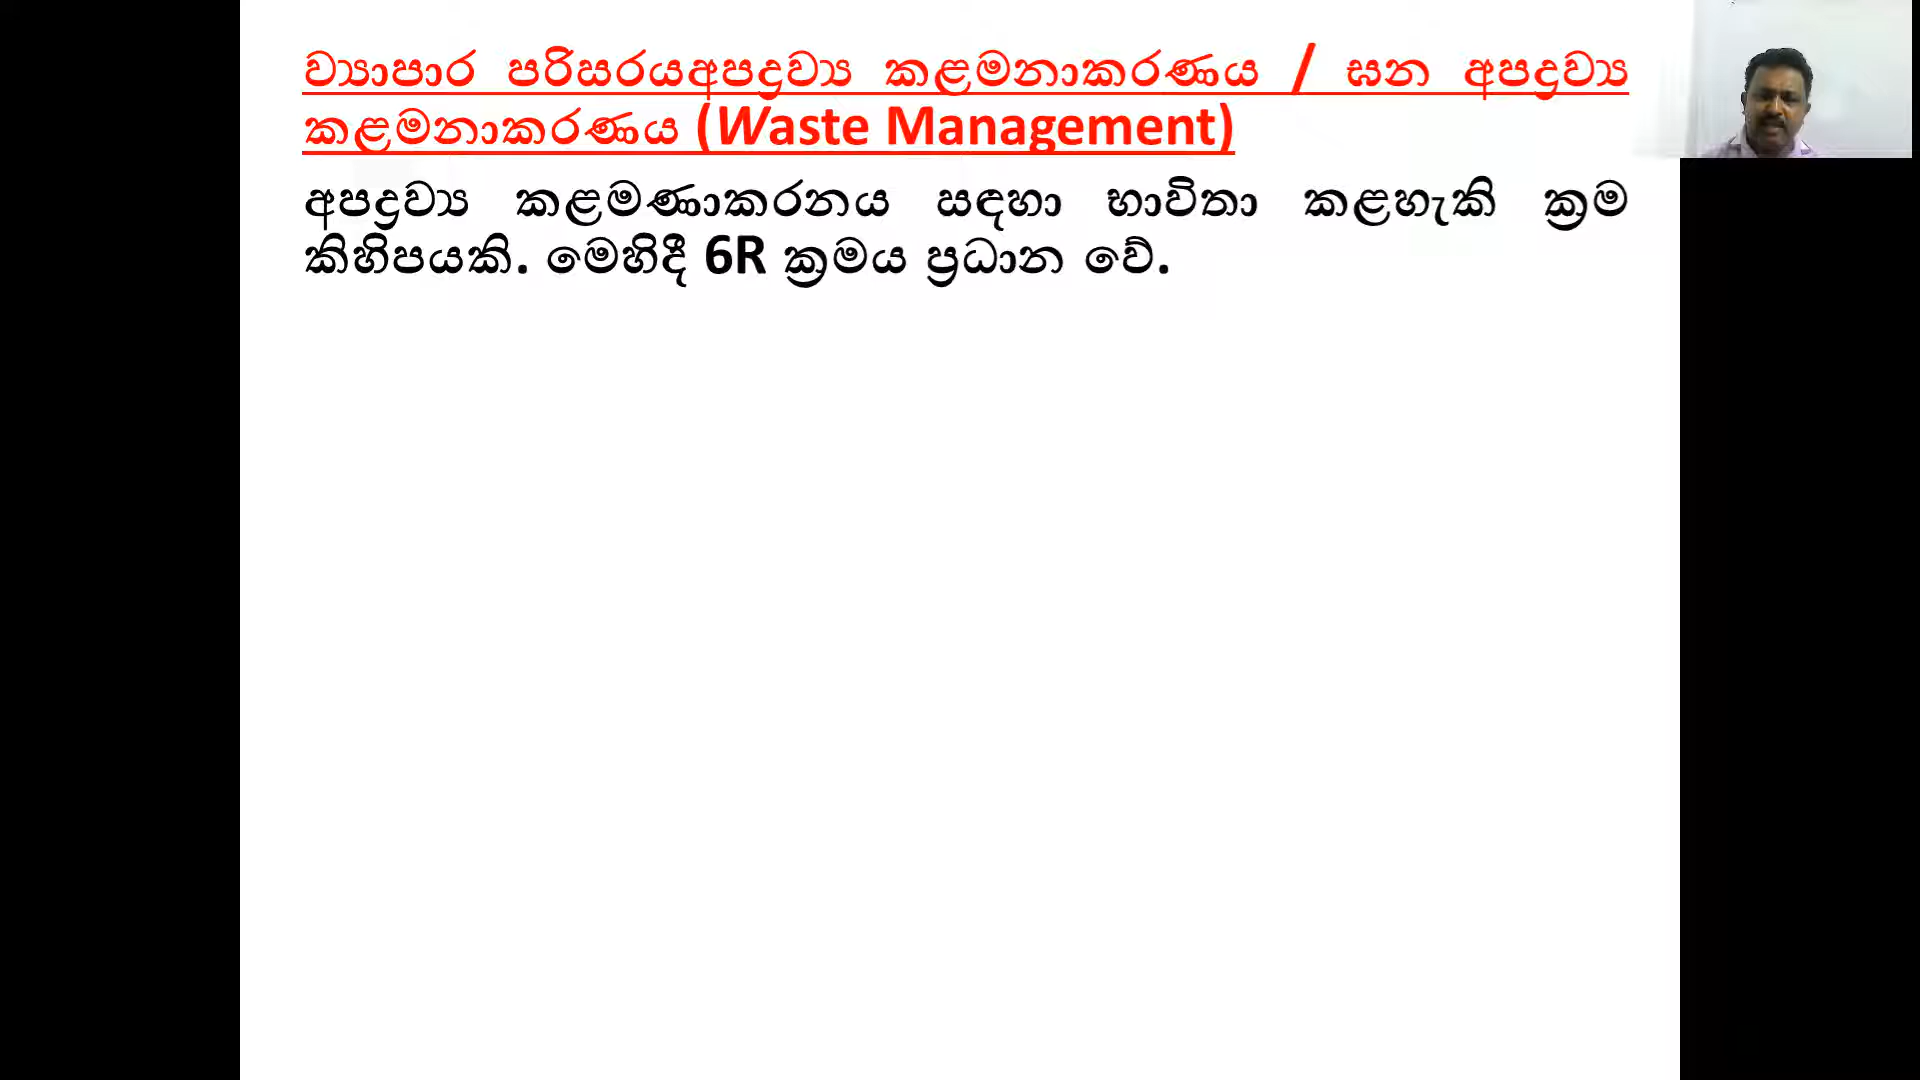 ව්‍යාපාර පරිසරයඅපද්‍රව්‍ය කළමනාකරණය / ඝන අපද්‍රව්‍ය
කළමනාකරණය (Waste Management)
අපද්‍රව්‍ය කළමණාකරනය සඳහා භාවිතා කළහැකි ක්‍රම
කිහිපයකි. මෙහිදී 6R ක්‍රමය ප්‍රධාන වේ.